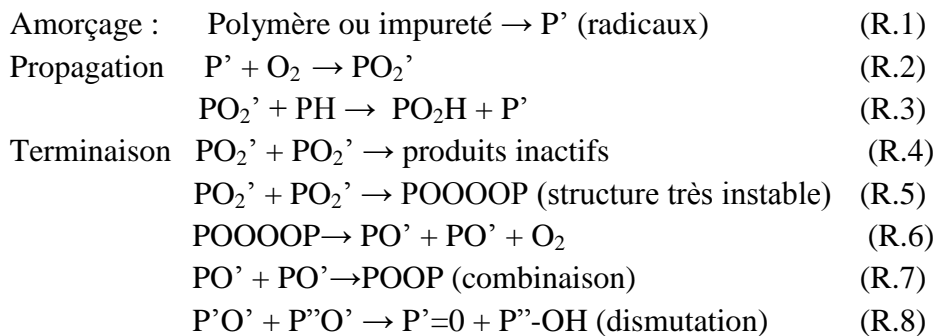 Amorçage : Polymère ou impureté → P’ (radicaux) (R.1)
Propagation P’ + O₂ → PO₂’ (R.2)
PO₂’ + PH → PO₂H + P’ (R.3)
Terminaison PO₂’ + PO₂’ → produits inactifs (R.4)
PO₂’ + PO₂’ → POOOOP (structure très instable) (R.5)
POOOOP→ PO’ + PO’ + O₂ (R.6)
PO’ + PO’→POOP (combinaison) (R.7)
P’O’ + P”O’ → P’=0 + P”-OH (dismutation) (R.8)